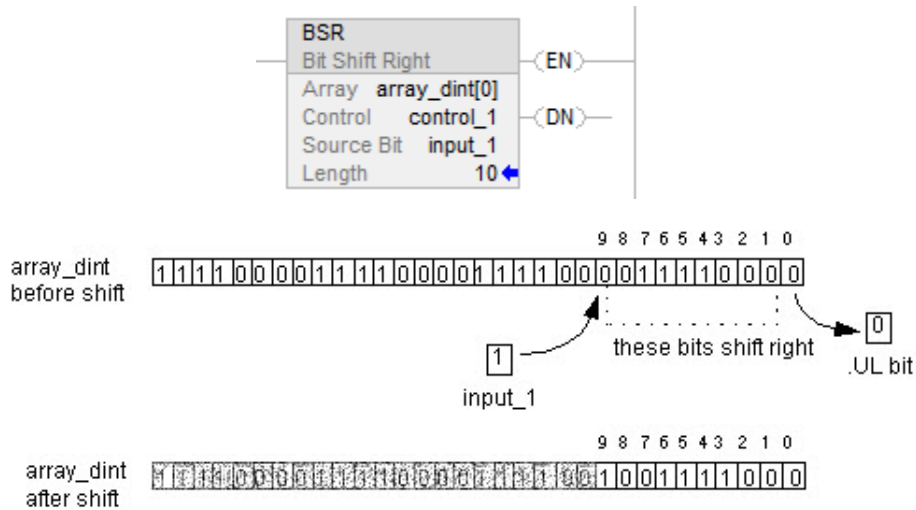 BSR
Bit Shift Right
(EN)
Array array_dint[0]
Control control_1
(DN)
Source Bit input_1
Length 10
9 8 7 6 5 4 3 2 1 0
array_dint
before shift
1 1 1 1 0 0 0 0 1 1 1 1 0 0 0 0 1 1 1 1 0 0 0 0 1 1 1 1 0 0 0 0
0
these bits shift right
.UL bit
1
input_1
9 8 7 6 5 4 3 2 1 0
array_dint
after shift
1 0 0 1 1 1 1 0 0 0